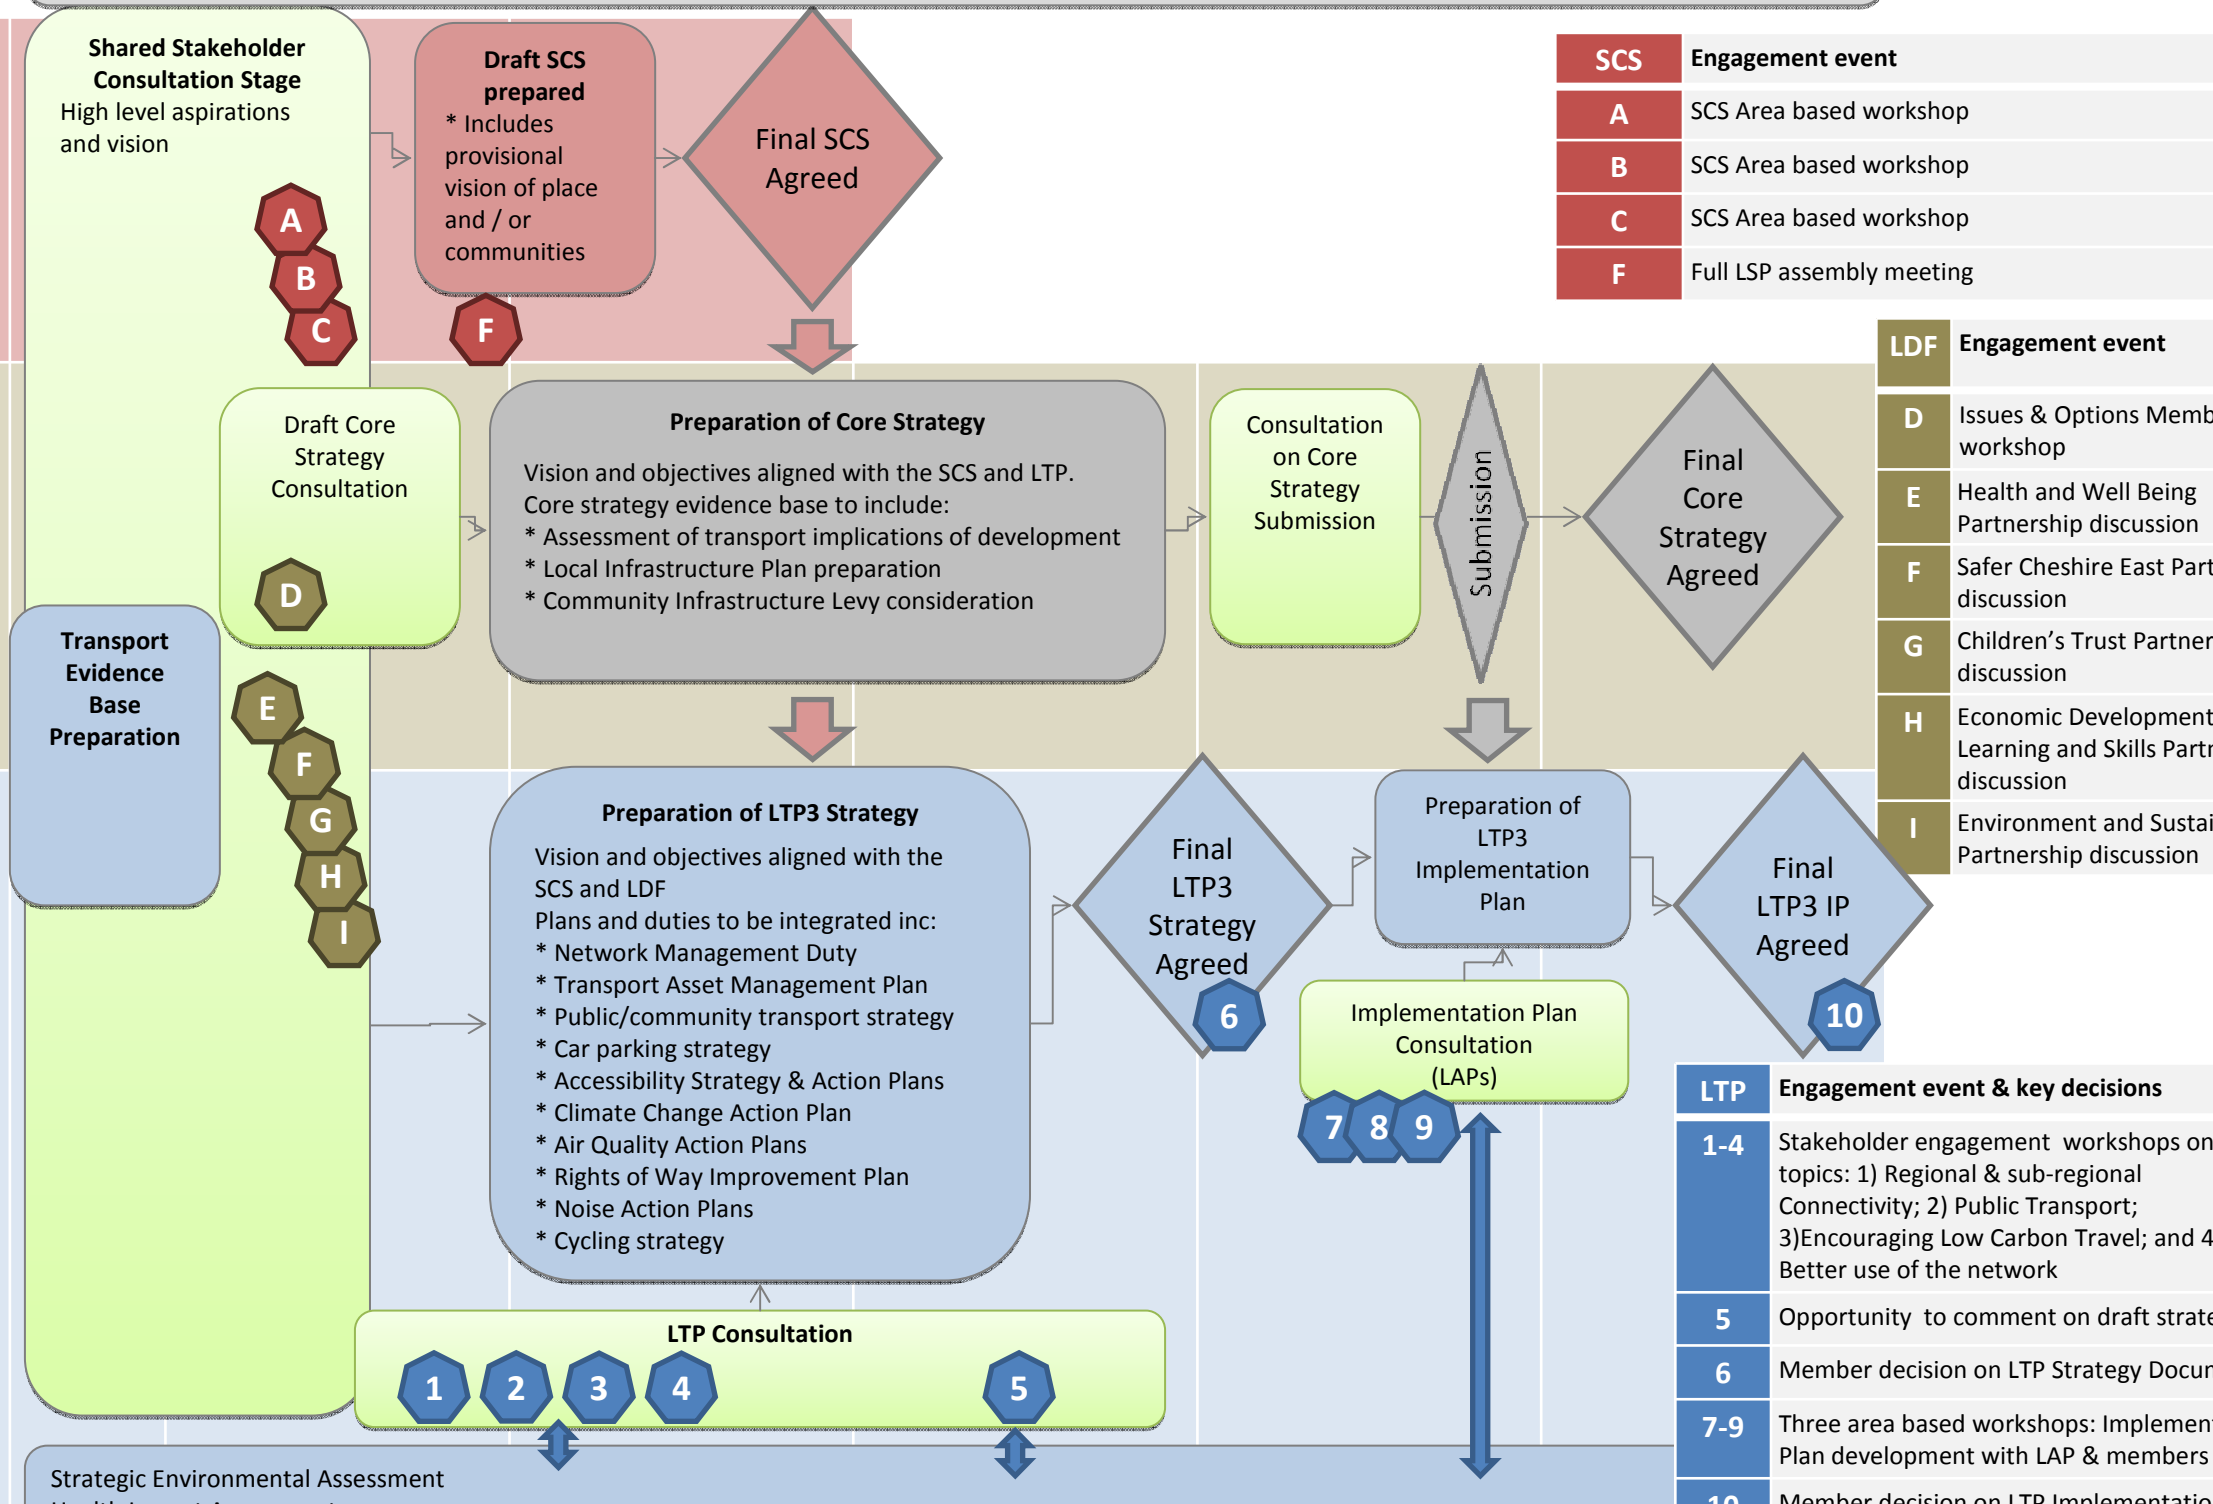 Shared Stakeholder
Consultation Stage
High level aspirations
and vision
A
B
C
Draft SCS
prepared
* Includes
provisional
vision of place
and / or
communities
F
Final SCS
Agreed
SCS Engagement event
A SCS Area based workshop
B SCS Area based workshop
C SCS Area based workshop
F Full LSP assembly meeting
Draft Core
Strategy
Consultation
D
Preparation of Core Strategy
Vision and objectives aligned with the SCS and LTP.
Core strategy evidence base to include:
* Assessment of transport implications of development
* Local Infrastructure Plan preparation
* Community Infrastructure Levy consideration
Consultation
on Core
Strategy
Submission
Submission
Final
Core
Strategy
Agreed
LDF Engagement event
D Issues & Options Memb
workshop
E Health and Well Being
Partnership discussion
F Safer Cheshire East Part
discussion
G Children's Trust Partner
discussion
H Economic Development
Learning and Skills Partn
discussion
I Environment and Sustai
Partnership discussion
Transport
Evidence
Base
Preparation
E
F
G
H
I
Preparation of LTP3 Strategy
Vision and objectives aligned with the
SCS and LDF
Plans and duties to be integrated inc:
* Network Management Duty
* Transport Asset Management Plan
* Public/community transport strategy
* Car parking strategy
* Accessibility Strategy & Action Plans
* Climate Change Action Plan
* Air Quality Action Plans
* Rights of Way Improvement Plan
* Noise Action Plans
* Cycling strategy
Final
LTP3
Strategy
Agreed
6
Preparation of
LTP3
Implementation
Plan
Implementation Plan
Consultation
(LAPs)
7 8 9
Final
LTP3 IP
Agreed
10
LTP Consultation
1 2 3 4 5
LTP Engagement event & key decisions
1-4 Stakeholder engagement workshops on
topics: 1) Regional & sub-regional
Connectivity; 2) Public Transport;
3)Encouraging Low Carbon Travel; and 4
Better use of the network
5 Opportunity to comment on draft strate
6 Member decision on LTP Strategy Docum
7-9 Three area based workshops: Implement
Plan development with LAP & members
10 Member decision on LTP Implementatio
Strategic Environmental Assessment